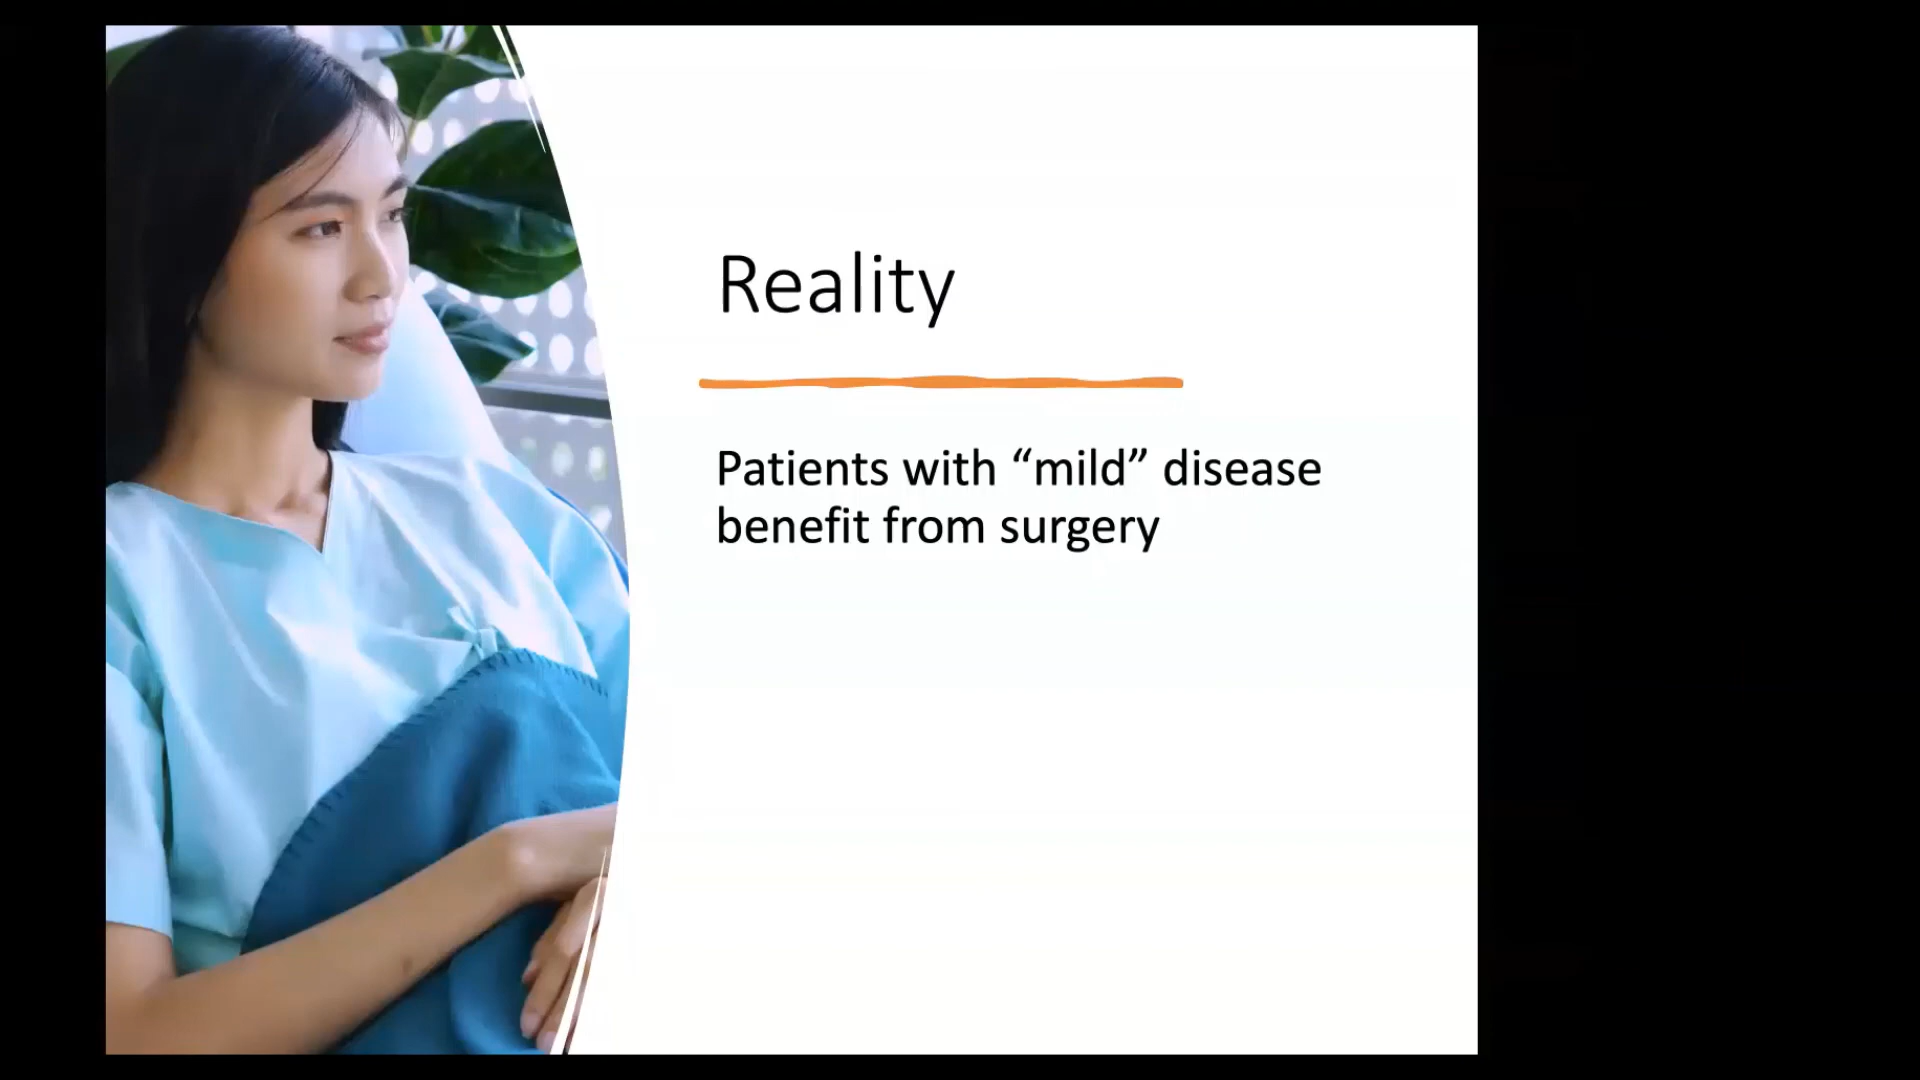 Reality
Patients with “mild” disease
benefit from surgery